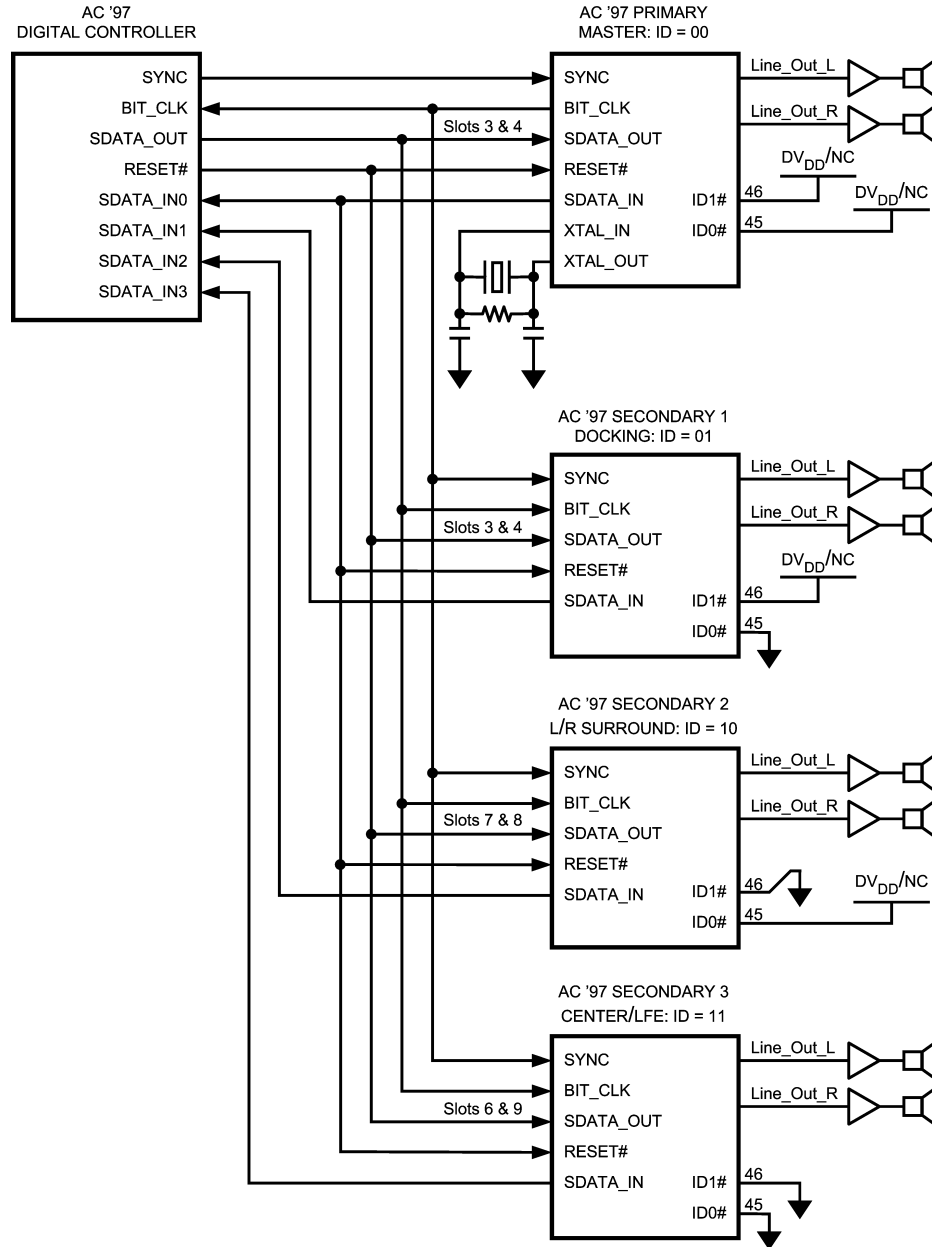 AC '97
DIGITAL CONTROLLER
SYNC
BIT_CLK
SDATA_OUT
RESET#
SDATA_IN0
SDATA_IN1
SDATA_IN2
SDATA_IN3
AC '97 PRIMARY
MASTER: ID = 00
Slots 3 & 4
SYNC
BIT_CLK
SDATA_OUT
RESET#
SDATA_IN
XTAL_IN
XTAL_OUT
ID1#
ID0#
46
45
Line_Out_L
Line_Out_R
DVDD/NC
DVDD/NC
AC '97 SECONDARY 1
DOCKING: ID = 01
Slots 3 & 4
SYNC
BIT_CLK
SDATA_OUT
RESET#
SDATA_IN
ID1#
ID0#
46
45
Line_Out_L
Line_Out_R
DVDD/NC
AC '97 SECONDARY 2
L/R SURROUND: ID = 10
Slots 7 & 8
SYNC
BIT_CLK
SDATA_OUT
RESET#
SDATA_IN
ID1#
ID0#
46
45
Line_Out_L
Line_Out_R
DVDD/NC
AC '97 SECONDARY 3
CENTER/LFE: ID = 11
Slots 6 & 9
SYNC
BIT_CLK
SDATA_OUT
RESET#
SDATA_IN
ID1#
ID0#
46
45
Line_Out_L
Line_Out_R